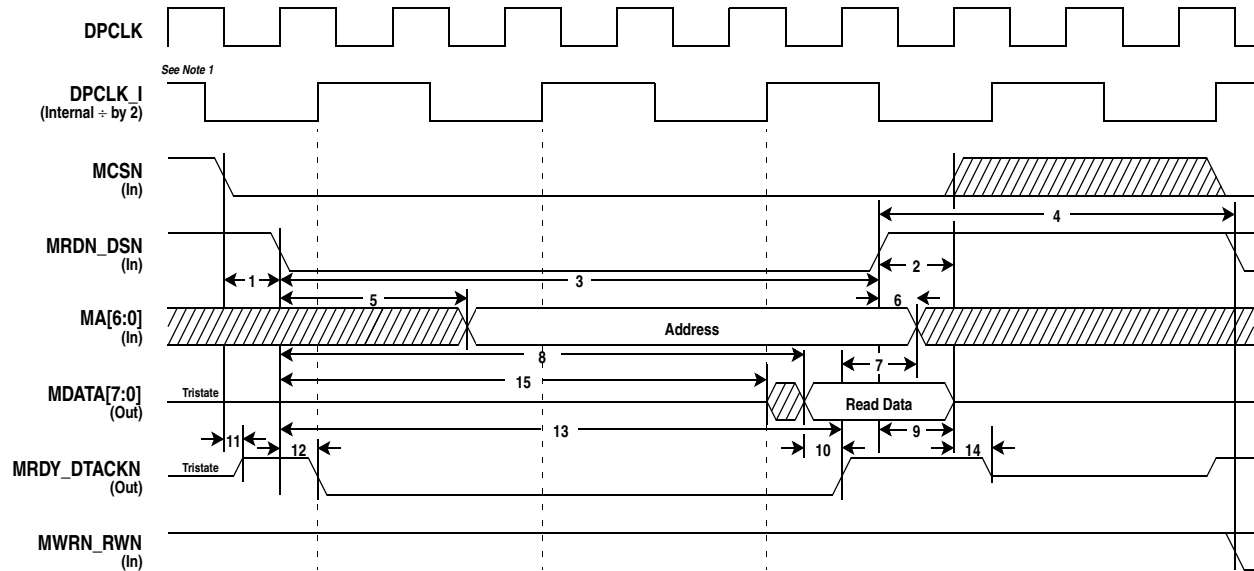 DPCLK
See Note 1
DPCLK_I
(Internal ÷ by 2)
MCSN
(In)
4
MRDN_DSN
(In)
2
1
3
5
6
MA[6:0]
(In)
Address
8
7
15
MDATA[7:0]
(Out)
Tristate
Read Data
13
9
11
12
10
14
MRDY_DTACKN
(Out)
Tristate
MWRN_RWN
(In)